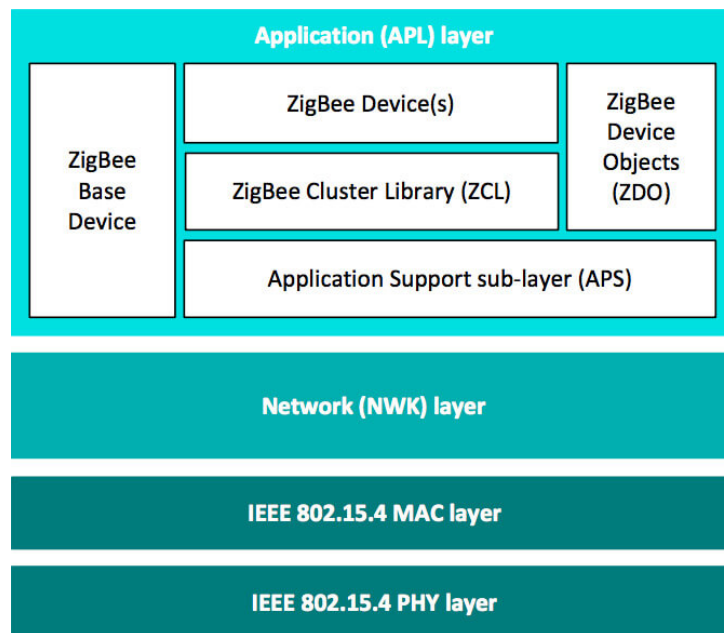 Application (APL) layer
ZigBee
Base
Device
ZigBee Device(s)
ZigBee Cluster Library (ZCL)
ZigBee
Device
Objects
(ZDO)
Application Support sub-layer (APS)
Network (NWK) layer
IEEE 802.15.4 MAC layer
IEEE 802.15.4 PHY layer